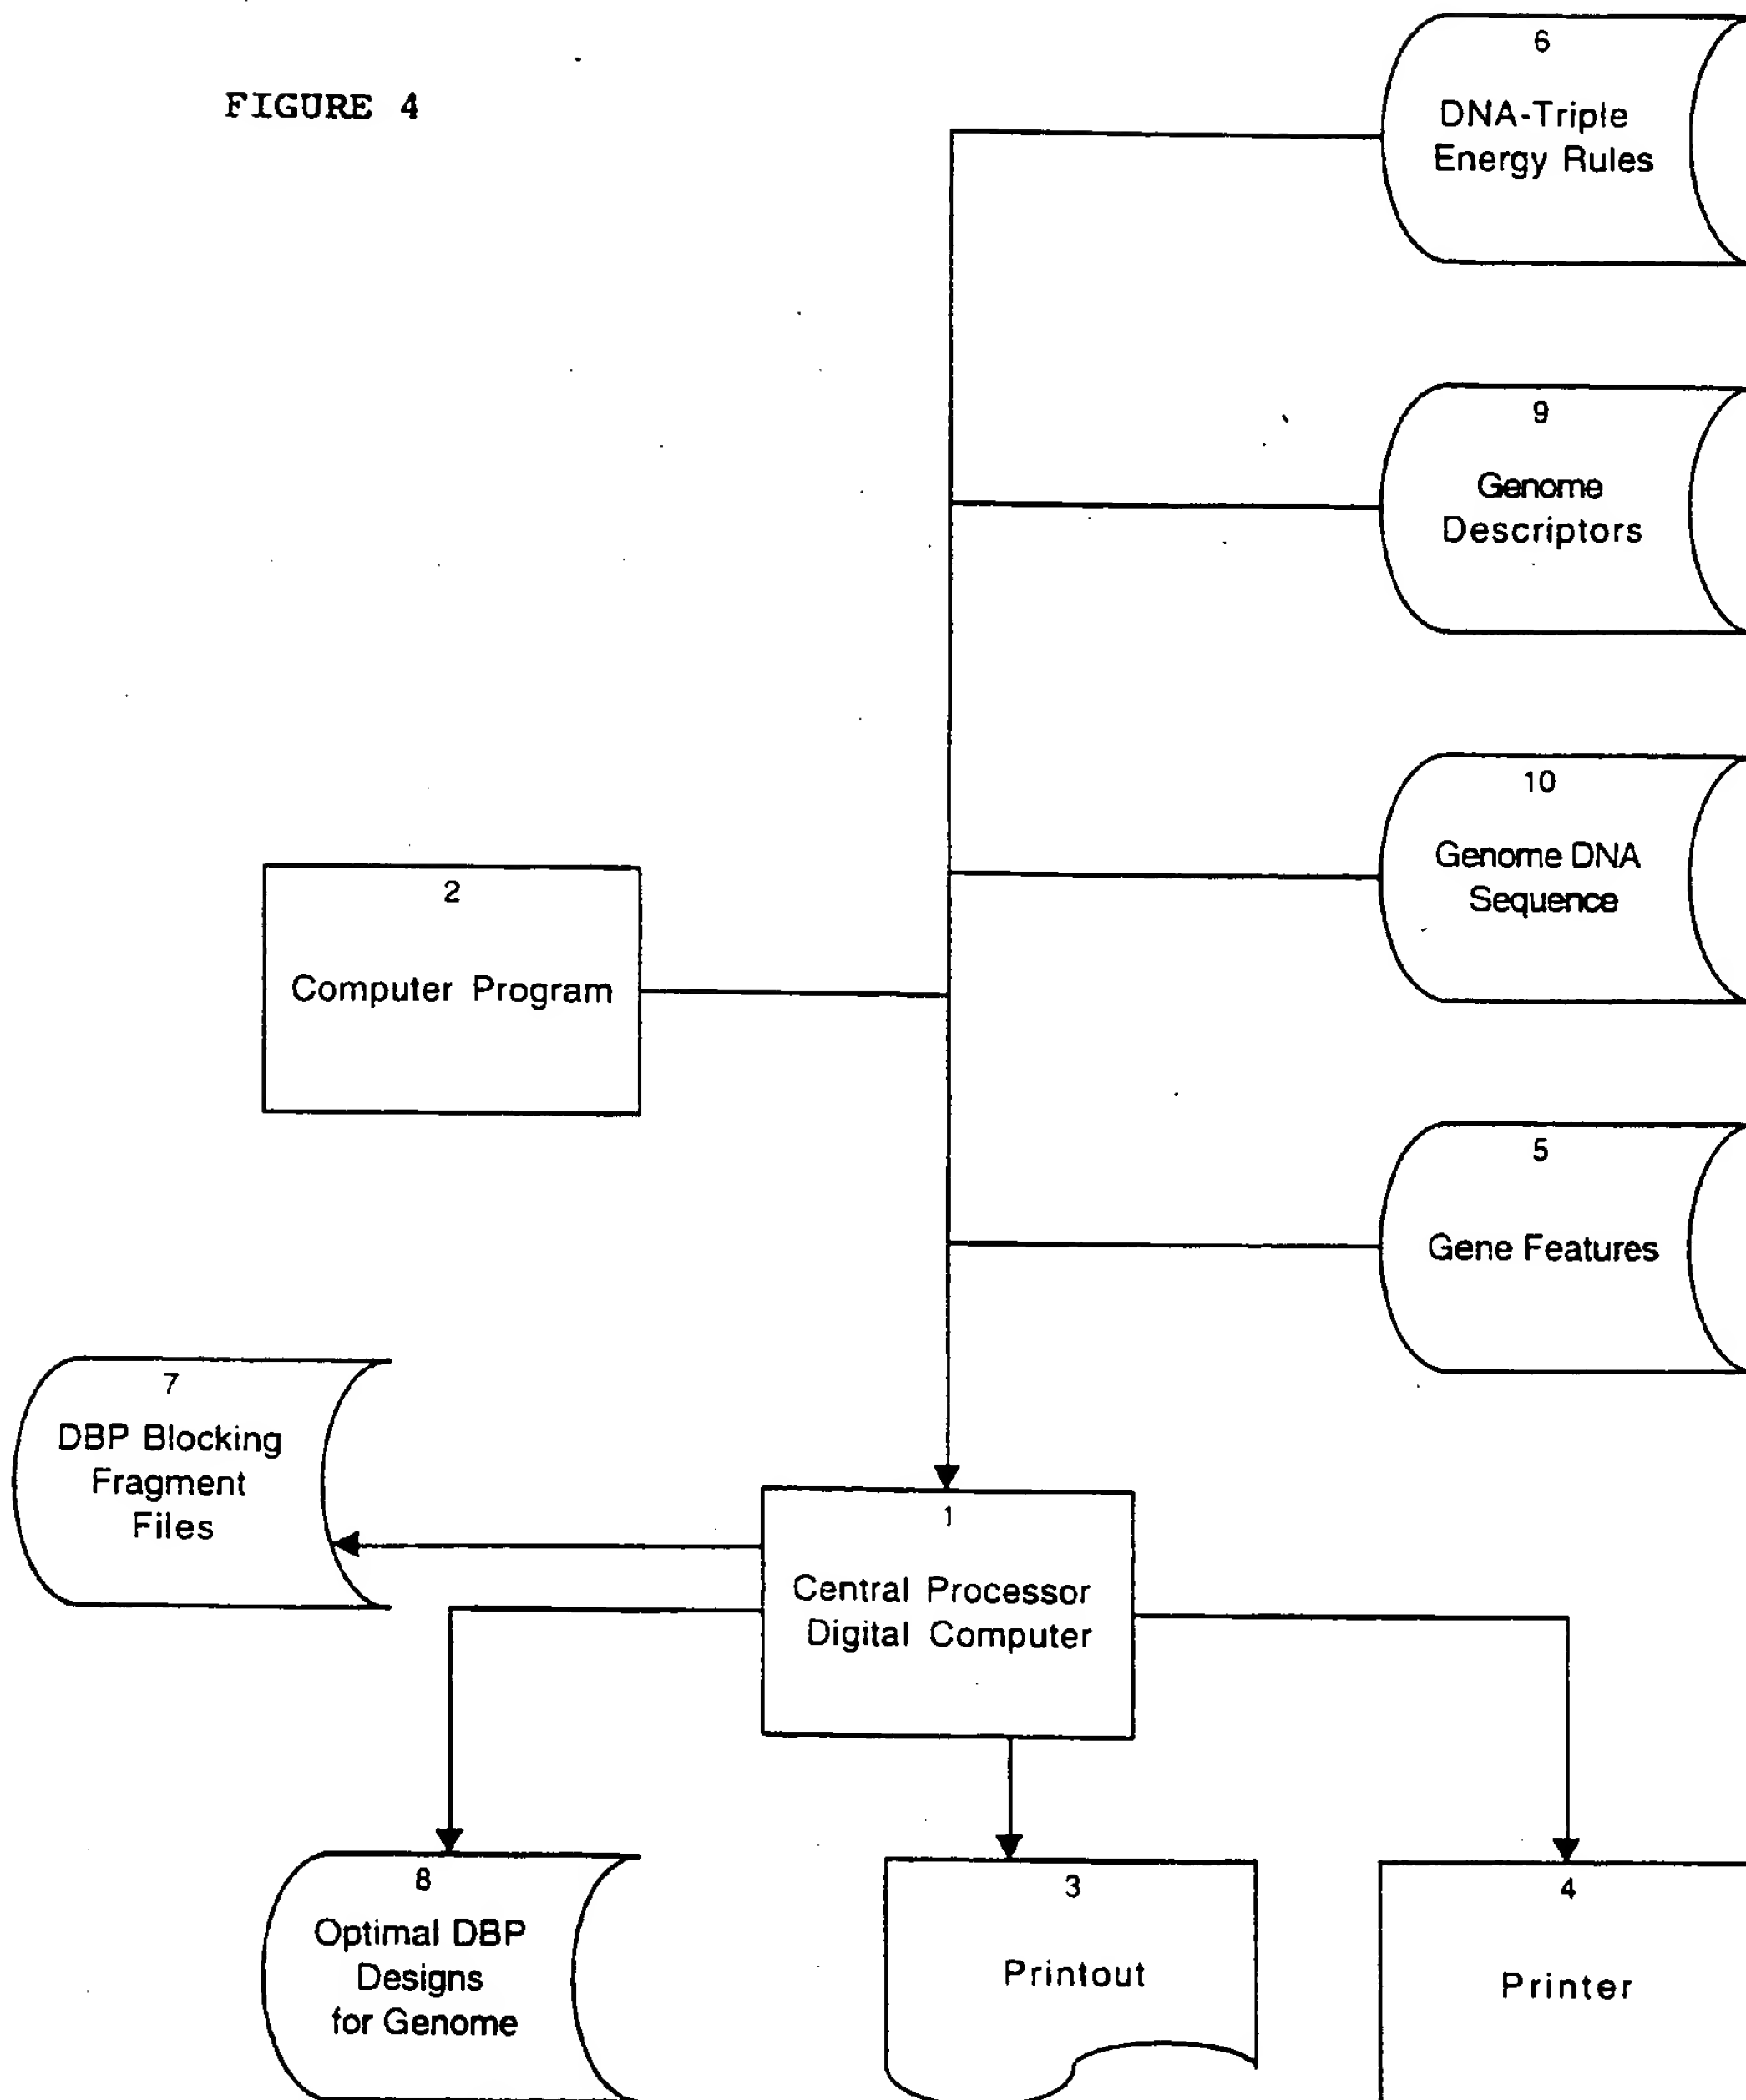 FIGURE 4
6
DNA-Triple
Energy Rules
9
Genome
Descriptors
10
Genome DNA
Sequence
2
Computer Program
5
Gene Features
7
DBP Blocking
Fragment
Files
1
Central Processor
Digital Computer
8
Optimal DBP
Designs
for Genome
3
Printout
4
Printer